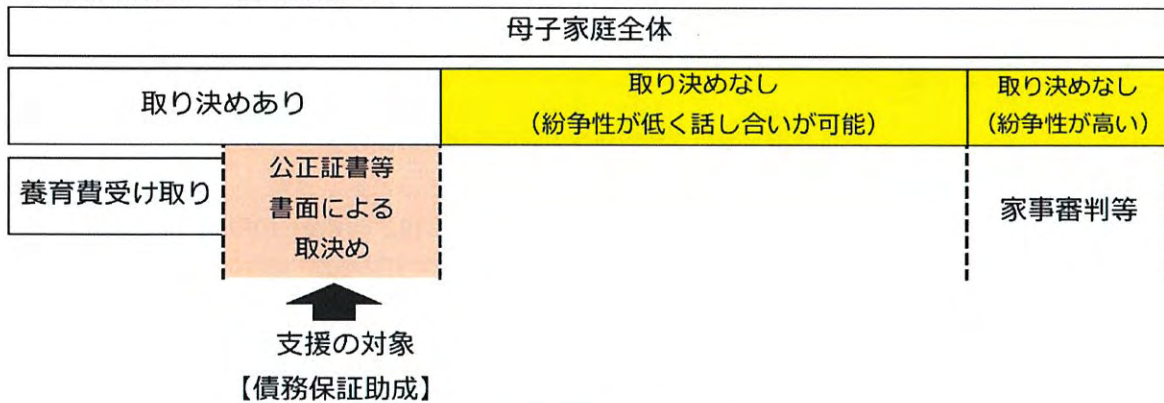 母子家庭全体
取り決めあり
取り決めなし
（紛争性が低く話し合いが可能）
取り決めなし
（紛争性が高い）
養育費受け取り
公正証書等
書面による
取決め
家事審判等
支援の対象
【債務保証助成】